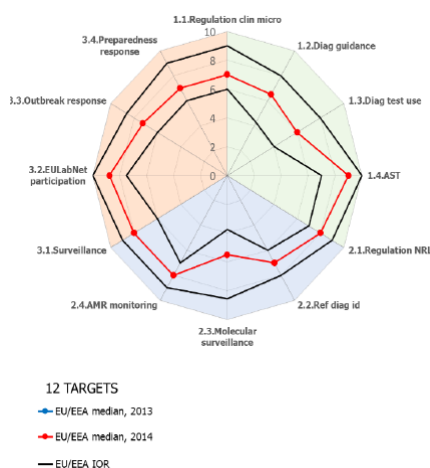 10
1.1.Regulation clin micro
3.4.Preparedness
response
1.2.Diag guidance
8
3.3.Outbreak response
1.3.Diag test use
6
4
2
3.2.EULabNet
participation
0
1.4.AST
3.1.Surveillance
2.1.Regulation NRL
2.4.AMR monitoring
2.2.Ref diag id
2.3.Molecular
surveillance
12 TARGETS
EU/EEA median, 2013
EU/EEA median, 2014
EU/EEA IQR